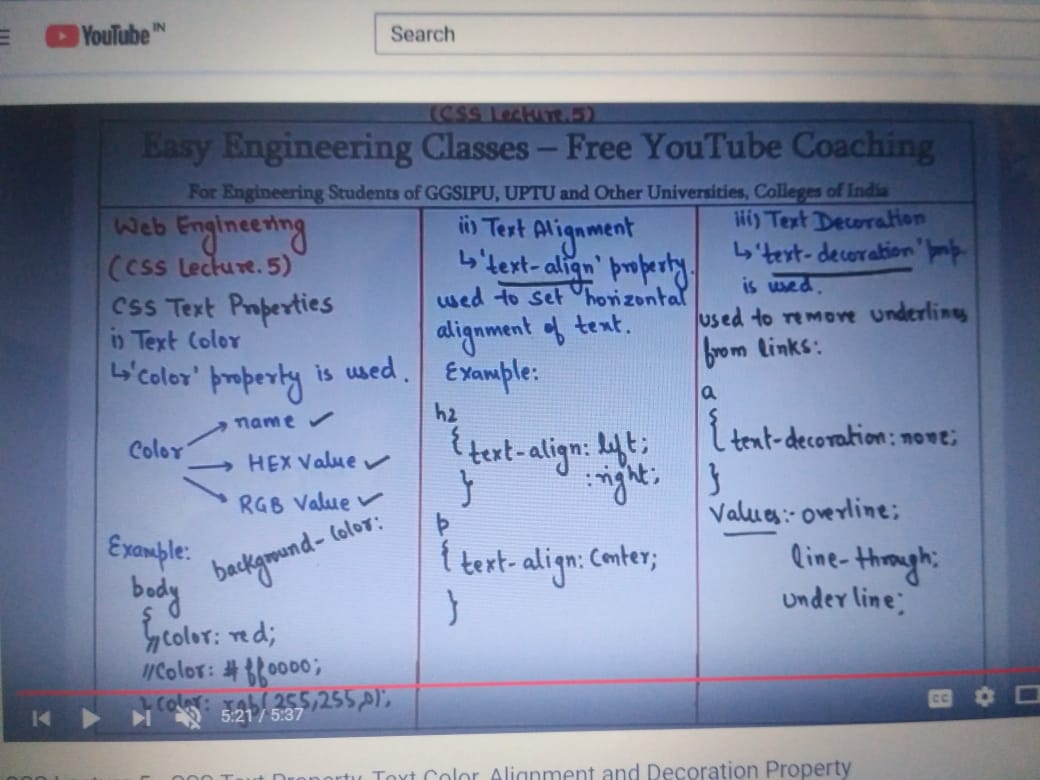 YouTube IN
Search
(CSS Lecture.5)
Easy Engineering Classes – Free YouTube Coaching
For Engineering Students of GGSIPU, UPTU and Other Universities, Colleges of India
Web Engineering
(CSS Lecture.5)
CSS Text Properties
i) Text Color
↳'color' property is used.
Color
→ name ✓
→ HEX Value ✓
→ RGB Value ✓
Example:
background-color:
body
{
//color: red;
//Color: #ff0000;
} color: rgb(255,255,0);
ii) Text Alignment
↳'text-align' property.
used to set horizontal
alignment of text.
Example:
h2
{ text-align: left;
:right;
}
p
{ text-align: Center;
}
iii) Text Decoration
↳'text-decoration' prop
is used.
used to remove underlines
from links:
a
{ text-decoration: none;
}
Values:- overline;
line-through;
underline;
5:21 / 5:37
CC
Text Property, Text Color, Alignment and Decoration Property